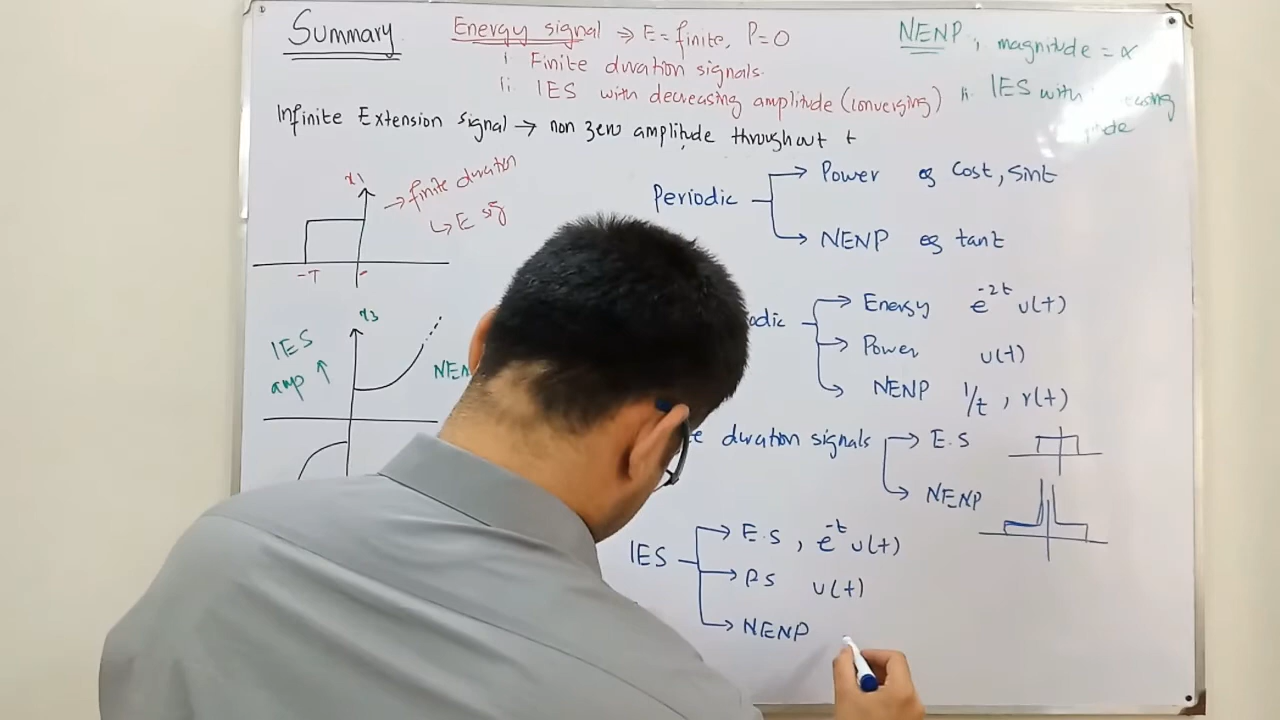 Summary
Energy signal → E = finite, P=0
i Finite duration signals.
ii. IES with decreasing amplitude (converging)
NENP i, magnitude = α
ii. IES with
Infinite Extension signal → non zero amplitude throughout t
x1
→ finite duration
↳ E sig
-T
Periodic
Power eg cost, sint
NENP eg tant
x3
IES
amp ↑
Energy e^-2t u(t)
Power u(t)
NENP 1/t, r(t)
duration signals
E.S
NENP
IES
E.S, e^-t u(t)
P.S u(t)
NENP